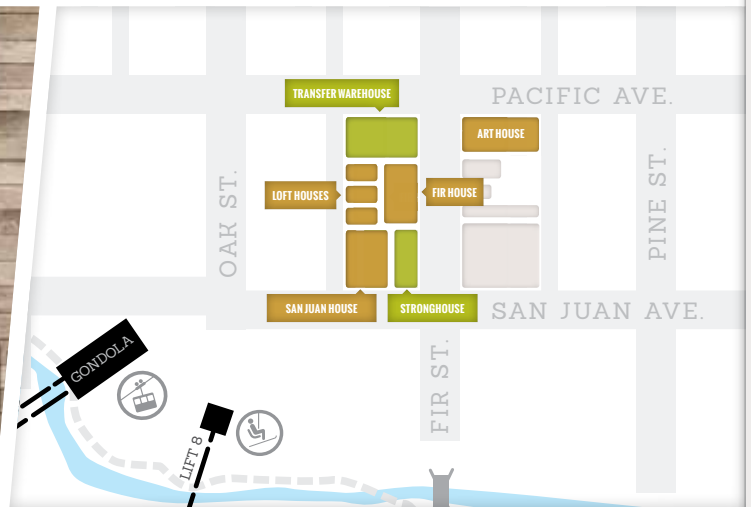 TRANSFER WAREHOUSE
PACIFIC AVE.
ART HOUSE
LOFT HOUSES
FIR HOUSE
OAK ST.
PINE ST.
SAN JUAN HOUSE
STRONGHOUSE
SAN JUAN AVE.
GONDOLA
FIR ST.
LIFT 8